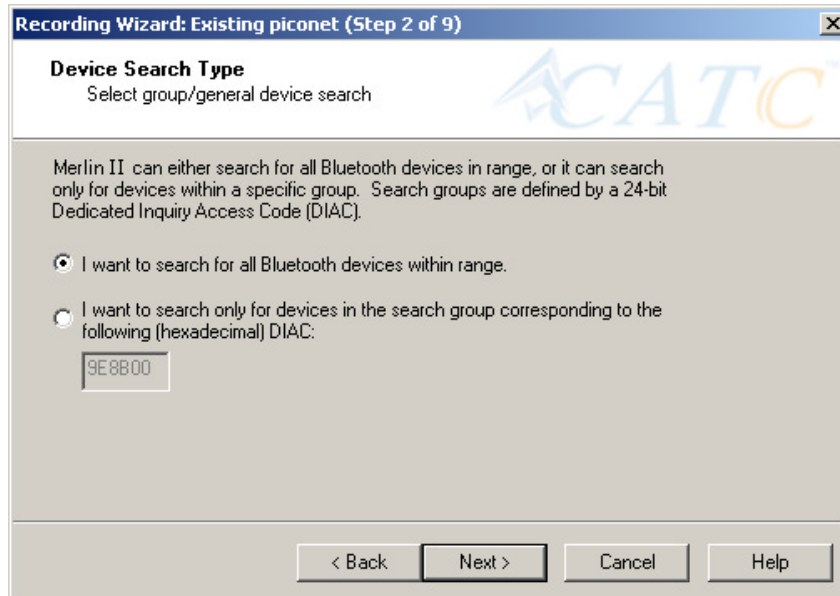 Recording Wizard: Existing piconet (Step 2 of 9)
Device Search Type
Select group/general device search
CATC
Merlin II can either search for all Bluetooth devices in range, or it can search
only for devices within a specific group. Search groups are defined by a 24-bit
Dedicated Inquiry Access Code (DIAC).
I want to search for all Bluetooth devices within range.
I want to search only for devices in the search group corresponding to the
following (hexadecimal) DIAC:
9E8B00
< Back
Next >
Cancel
Help